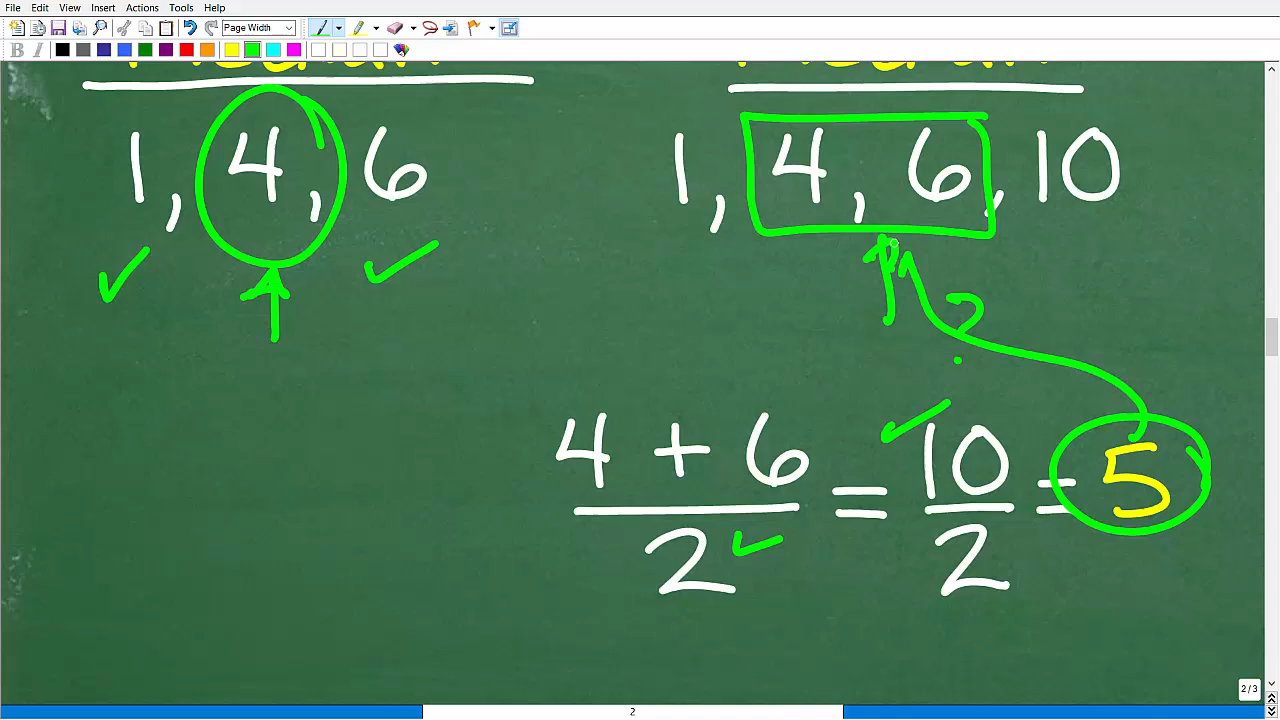 File Edit View Insert Actions Tools Help
Page Width
B I
1, 4, 6
1, 4, 6, 10
?
4 + 6 = 10 = 5
2 2
2/3
2